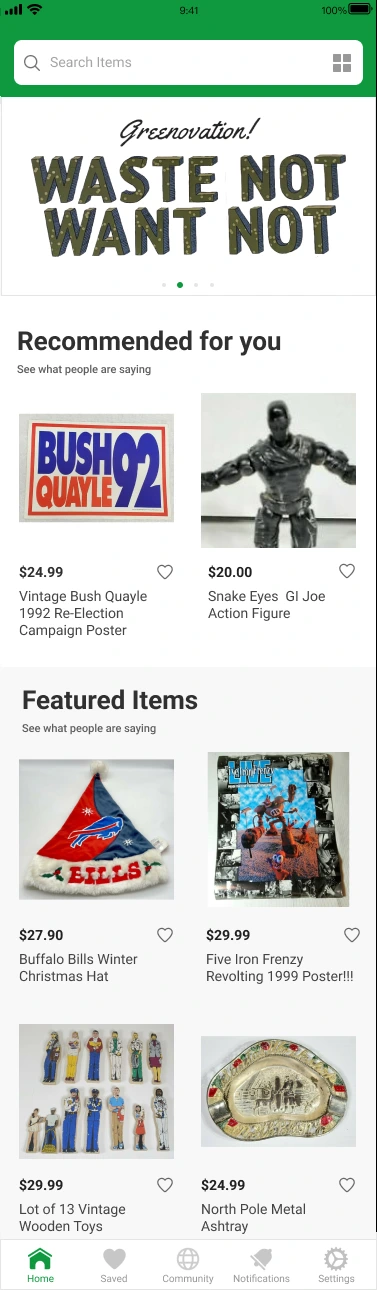 9:41
100%
Search Items
Greenovation!
WASTE NOT
WANT NOT
Recommended for you
See what people are saying
BUSH
QUAYLE 92
$24.99
$20.00
Vintage Bush Quayle
1992 Re-Election
Campaign Poster
Snake Eyes GI Joe
Action Figure
Featured Items
See what people are saying
BILLS
LIVE
Five Iron Frenzy
$27.90
$29.99
Buffalo Bills Winter
Christmas Hat
Five Iron Frenzy
Revolting 1999 Poster!!!
$29.99
$24.99
Lot of 13 Vintage
Wooden Toys
North Pole Metal
Ashtray
Home
Saved
Community
Notifications
Settings